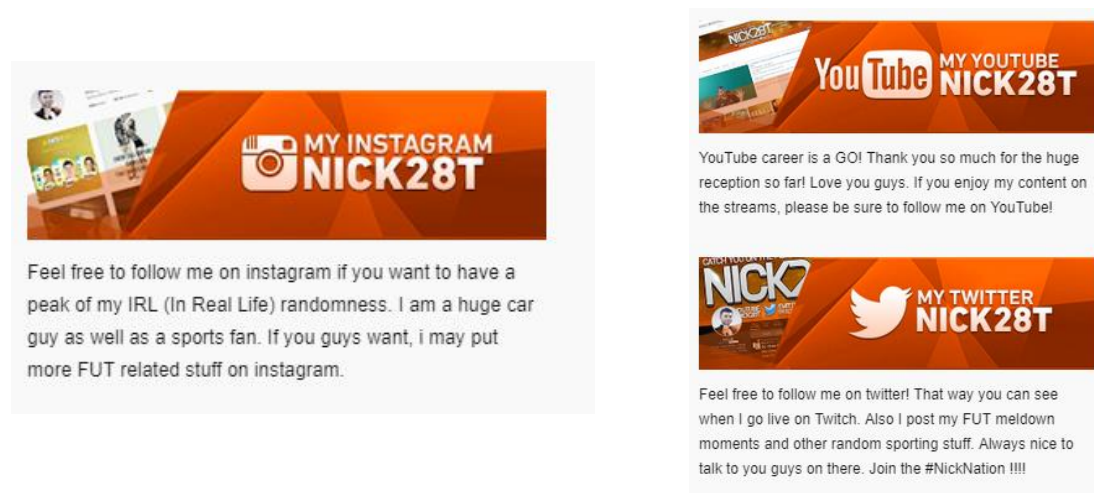 MY INSTAGRAM
NICK28T
Feel free to follow me on instagram if you want to have a
peak of my IRL (In Real Life) randomness. I am a huge car
guy as well as a sports fan. If you guys want, i may put
more FUT related stuff on instagram.
NICK28T
You Tube
MY YOUTUBE
NICK28T
YouTube career is a GO! Thank you so much for the huge
reception so far! Love you guys. If you enjoy my content on
the streams, please be sure to follow me on YouTube!
NICK
MY TWITTER
NICK28T
Feel free to follow me on twitter! That way you can see
when I go live on Twitch. Also I post my FUT meldown
moments and other random sporting stuff. Always nice to
talk to you guys on there. Join the #NickNation !!!!